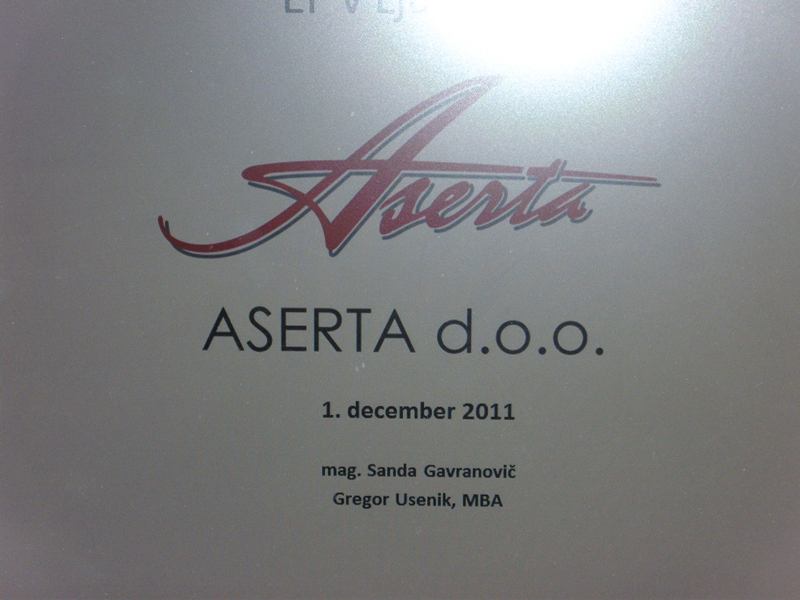 Aserta
ASERTA d.o.o.
1. december 2011
mag. Sanda Gavranovič
Gregor Usenik, MBA